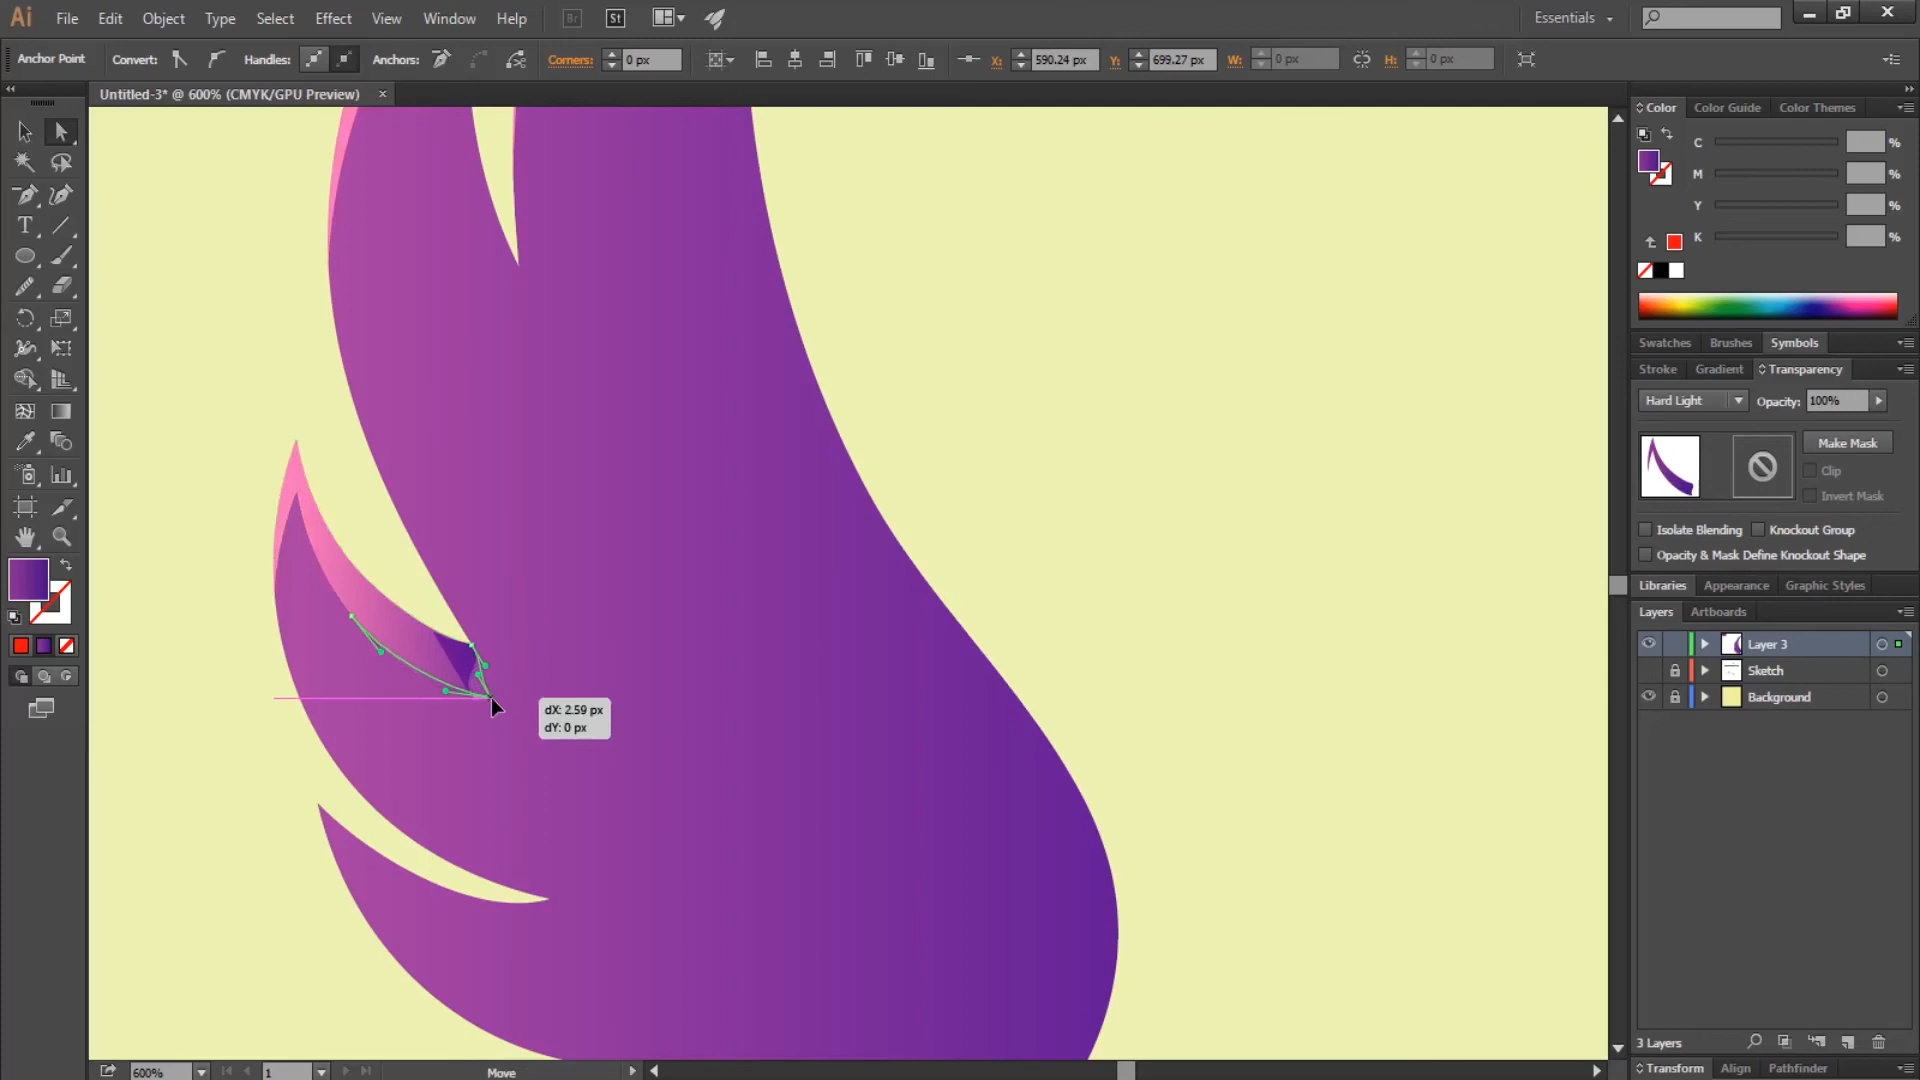 Ai File Edit Object Type Select Effect View Window Help Br St Essentials
Anchor Point Convert: Handles: Anchors: Corners: 0 px X: 590.24 px Y: 699.27 px W: 0 px H: 0 px
Untitled-3* @ 600% (CMYK/GPU Preview) ×
Color Color Guide Color Themes
C %
M %
Y %
K %
Swatches Brushes Symbols
Stroke Gradient Transparency
Hard Light Opacity: 100%
Make Mask
Clip
Invert Mask
Isolate Blending Knockout Group
Opacity & Mask Define Knockout Shape
Libraries Appearance Graphic Styles
Layers Artboards
Layer 3
Sketch
Background
dX: 2.59 px
dY: 0 px
3 Layers
Transform Align Pathfinder
600% 1 Move